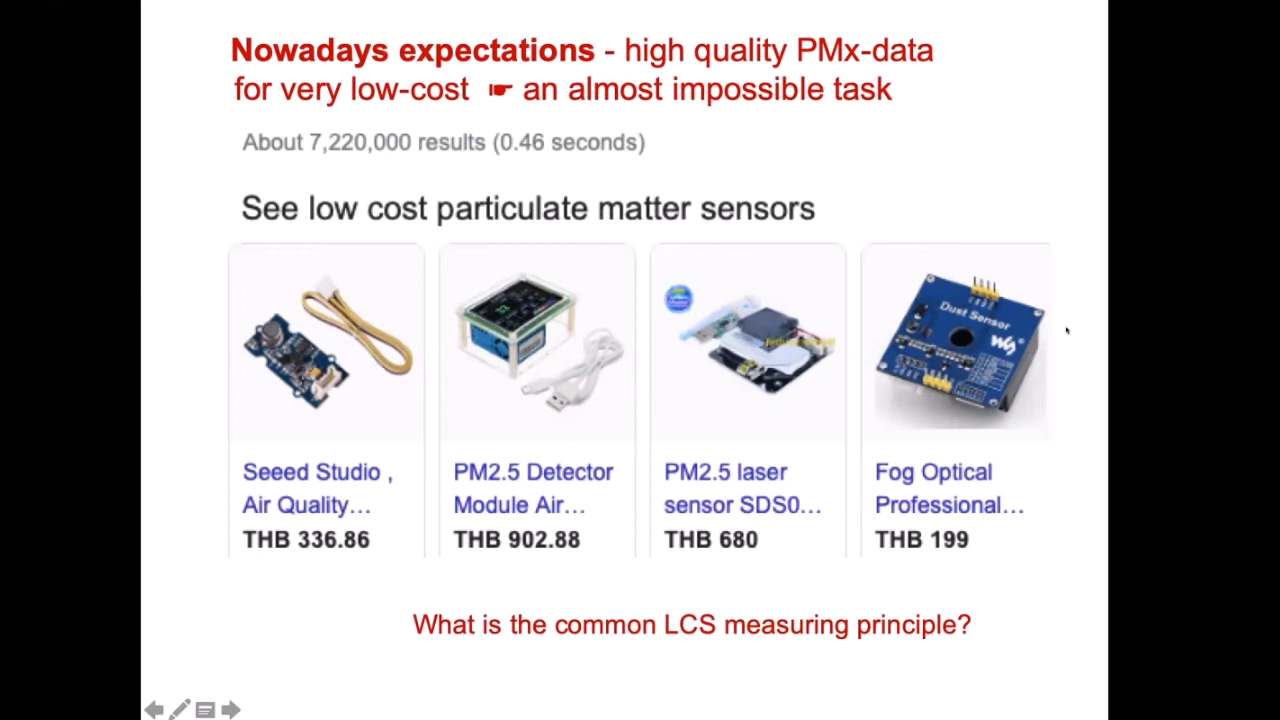 Nowadays expectations - high quality PMx-data
for very low-cost ☛ an almost impossible task
About 7,220,000 results (0.46 seconds)
See low cost particulate matter sensors
Dust Sensor
Seeed Studio ,
Air Quality...
THB 336.86
PM2.5 Detector
Module Air...
THB 902.88
PM2.5 laser
sensor SDS0...
THB 680
Fog Optical
Professional...
THB 199
What is the common LCS measuring principle?